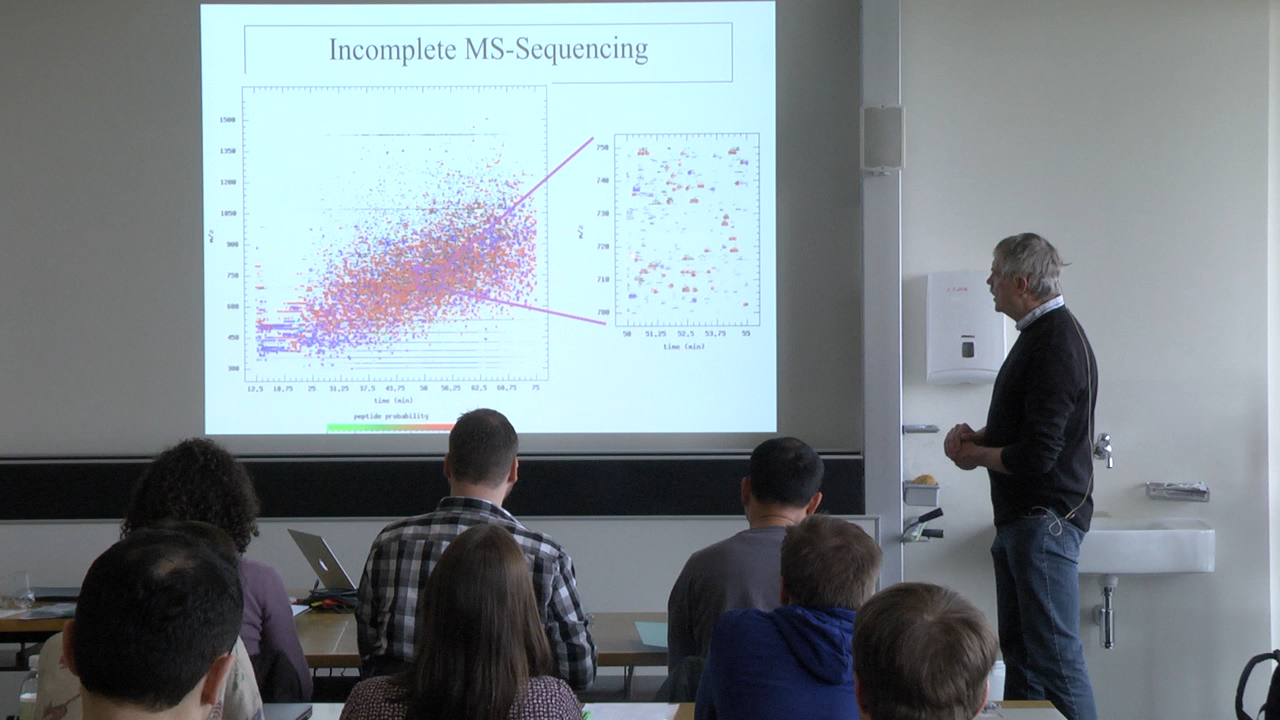 Incomplete MS-Sequencing
1500
1350
1200
1050
900
750
600
450
300
m/z
12,5 18,75 25 31,25 37,5 43,75 50 56,25 62,5 68,75 75
time (min)
peptide probability
750
740
730
720
710
700
m/z
50 51,25 52,5 53,75 55
time (min)